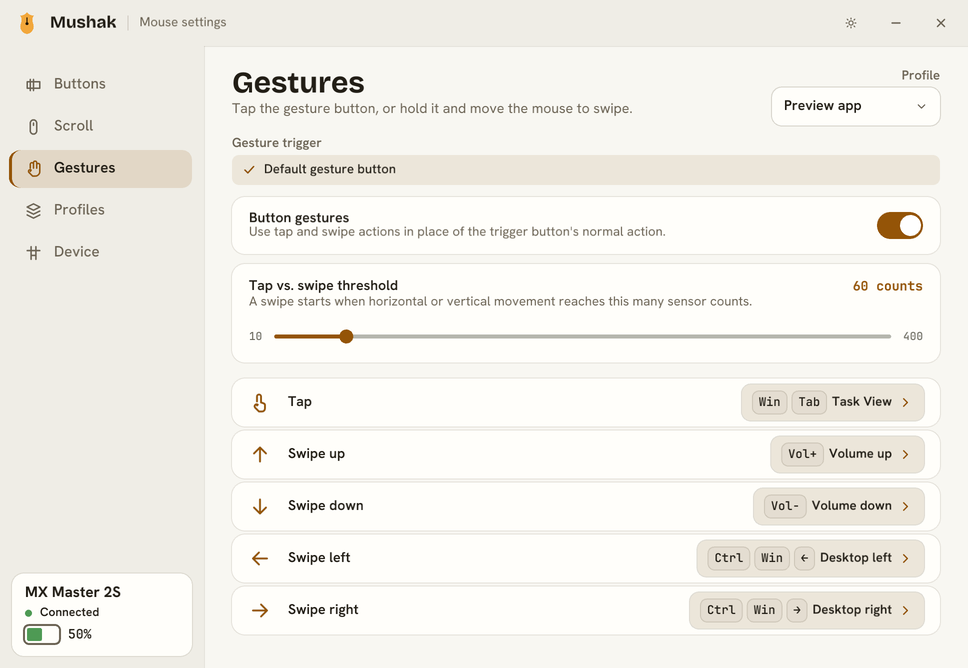 Mushak
Mouse settings
Buttons
Scroll
Gestures
Profiles
Device
MX Master 2S
Connected
50%
Gestures
Tap the gesture button, or hold it and move the mouse to swipe.
Profile
Preview app
Gesture trigger
Default gesture button
Button gestures
Use tap and swipe actions in place of the trigger button's normal action.
Tap vs. swipe threshold
60 counts
A swipe starts when horizontal or vertical movement reaches this many sensor counts.
10
400
Tap
Win Tab Task View
Swipe up
Vol+ Volume up
Swipe down
Vol- Volume down
Swipe left
Ctrl Win ← Desktop left
Swipe right
Ctrl Win → Desktop right